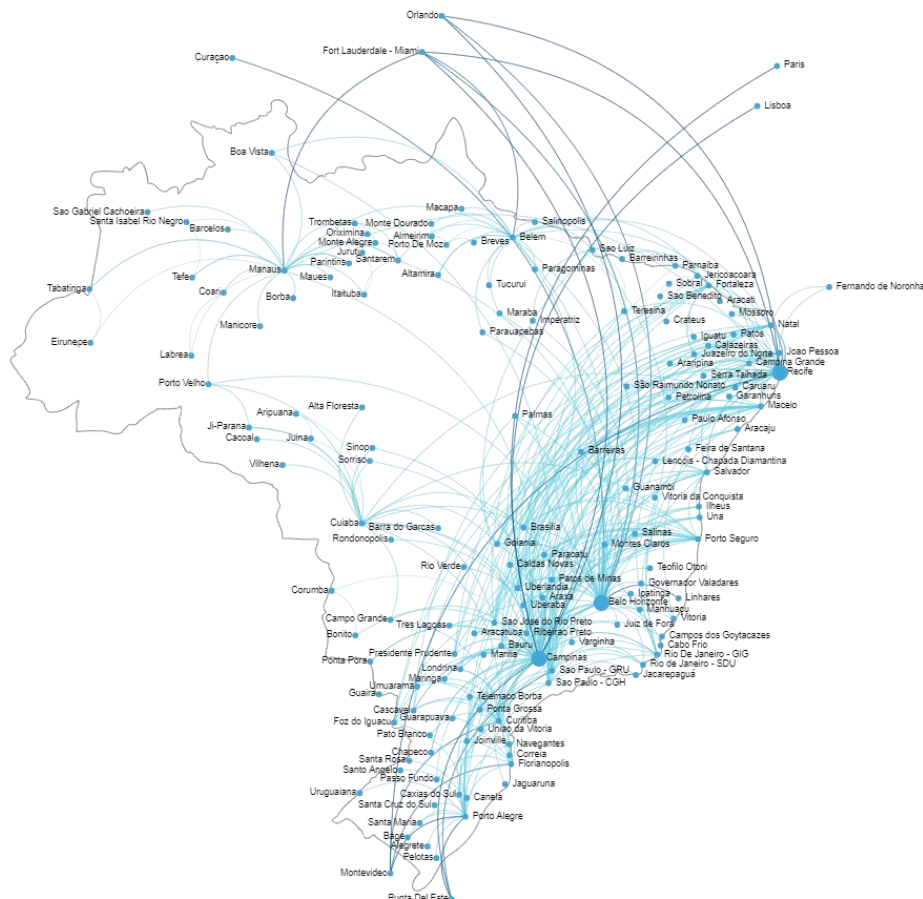 Orlando
Fort Lauderdale - Miami
Curaçao
Paris
Lisboa
Boa Vista
Sao Gabriel Cachoeira
Santa Isabel Rio Negro
Barcelos
Macapa
Trombetas
Monte Dourado
Salinopolis
Oriximina
Almeirim
Monte Alegre
Porto De Moz
Breves
Belem
Sao Luiz
Juruti
Barreirinhas
Parintins
Santarem
Manaus
Maues
Altamira
Paragominas
Parnaiba
Jericoacoara
Tabatinga
Tefe
Coari
Borba
Itaituba
Tucurui
Sobral
Fortaleza
Fernando de Noronha
Sao Benedito
Aracati
Maraba
Teresina
Mossoro
Manicore
Imperatriz
Crateus
Natal
Parauapebas
Eirunepe
Iguatu
Patos
Labrea
Cajazeiras
Juazeiro do Norte
Joao Pessoa
Araripina
Campina Grande
Recife
Porto Velho
Serra Talhada
São Raimundo Nonato
Caruaru
Petrolina
Garanhuns
Alta Floresta
Aripuana
Palmas
Maceio
Paulo Afonso
Ji-Parana
Aracaju
Cacoal
Juina
Sinop
Barreiras
Feira de Santana
Vilhena
Sorriso
Lencois - Chapada Diamantina
Salvador
Guanambi
Vitoria da Conquista
Ilheus
Una
Cuiaba
Barra do Garcas
Brasilia
Rondonopolis
Salinas
Porto Seguro
Goiania
Montes Claros
Paracatu
Rio Verde
Caldas Novas
Teofilo Otoni
Patos de Minas
Governador Valadares
Corumba
Uberlandia
Ipatinga
Araxa
Linhares
Uberaba
Belo Horizonte
Manhuacu
Campo Grande
Tres Lagoas
Sao Jose do Rio Preto
Juiz de Fora
Vitoria
Bonito
Aracatuba
Ribeirao Preto
Campos dos Goytacazes
Bauru
Varginha
Cabo Frio
Presidente Prudente
Marilia
Campinas
Rio De Janeiro - GIG
Ponta Pora
Rio de Janeiro - SDU
Londrina
Sao Paulo - GRU
Jacarepaguá
Maringa
Sao Paulo - CGH
Umuarama
Guaira
Telemaco Borba
Cascavel
Ponta Grossa
Foz do Iguacu
Guarapuava
Curitiba
Uniao da Vitoria
Pato Branco
Joinville
Navegantes
Chapeco
Correia
Santa Rosa
Florianopolis
Santo Angelo
Passo Fundo
Jaguaruna
Uruguaiana
Caxias do Sul
Canela
Santa Cruz do Sul
Porto Alegre
Santa Maria
Bage
Alegrete
Pelotas
Montevideo
Punta Del Este